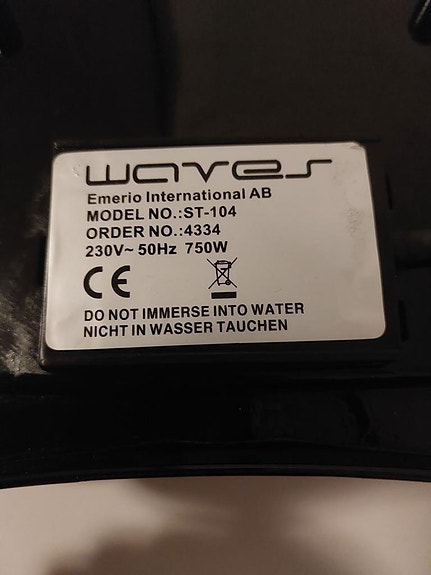 waves
Emerio International AB
MODEL NO.:ST-104
ORDER NO.:4334
230V~ 50Hz 750W
CE
DO NOT IMMERSE INTO WATER
NICHT IN WASSER TAUCHEN